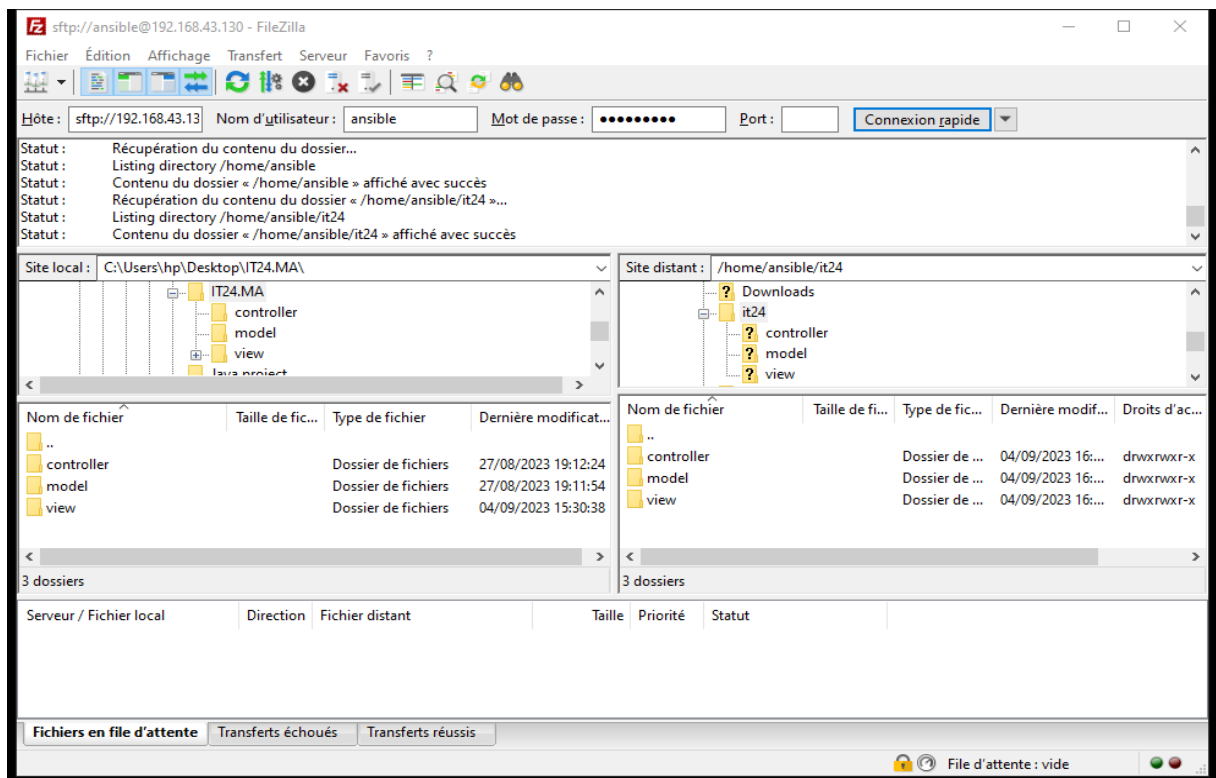 sftp://ansible@192.168.43.130 - FileZilla
Fichier Édition Affichage Transfert Serveur Favoris ?
Hôte : sftp://192.168.43.13 Nom d'utilisateur : ansible Mot de passe : ●●●●●●●●● Port : Connexion rapide
Statut : Récupération du contenu du dossier...
Statut : Listing directory /home/ansible
Statut : Contenu du dossier « /home/ansible » affiché avec succès
Statut : Récupération du contenu du dossier « /home/ansible/it24 »...
Statut : Listing directory /home/ansible/it24
Statut : Contenu du dossier « /home/ansible/it24 » affiché avec succès
Site local : C:\Users\hp\Desktop\IT24.MA\
IT24.MA
controller
model
view
Java project
Nom de fichier Taille de fic... Type de fichier Dernière modificat...
..
controller Dossier de fichiers 27/08/2023 19:12:24
model Dossier de fichiers 27/08/2023 19:11:54
view Dossier de fichiers 04/09/2023 15:30:38
3 dossiers
Site distant : /home/ansible/it24
? Downloads
it24
? controller
? model
? view
Nom de fichier Taille de fi... Type de fic... Dernière modif... Droits d'ac...
..
controller Dossier de ... 04/09/2023 16:... drwxrwxr-x
model Dossier de ... 04/09/2023 16:... drwxrwxr-x
view Dossier de ... 04/09/2023 16:... drwxrwxr-x
3 dossiers
Serveur / Fichier local Direction Fichier distant Taille Priorité Statut
Fichiers en file d'attente Transferts échoués Transferts réussis
File d'attente : vide